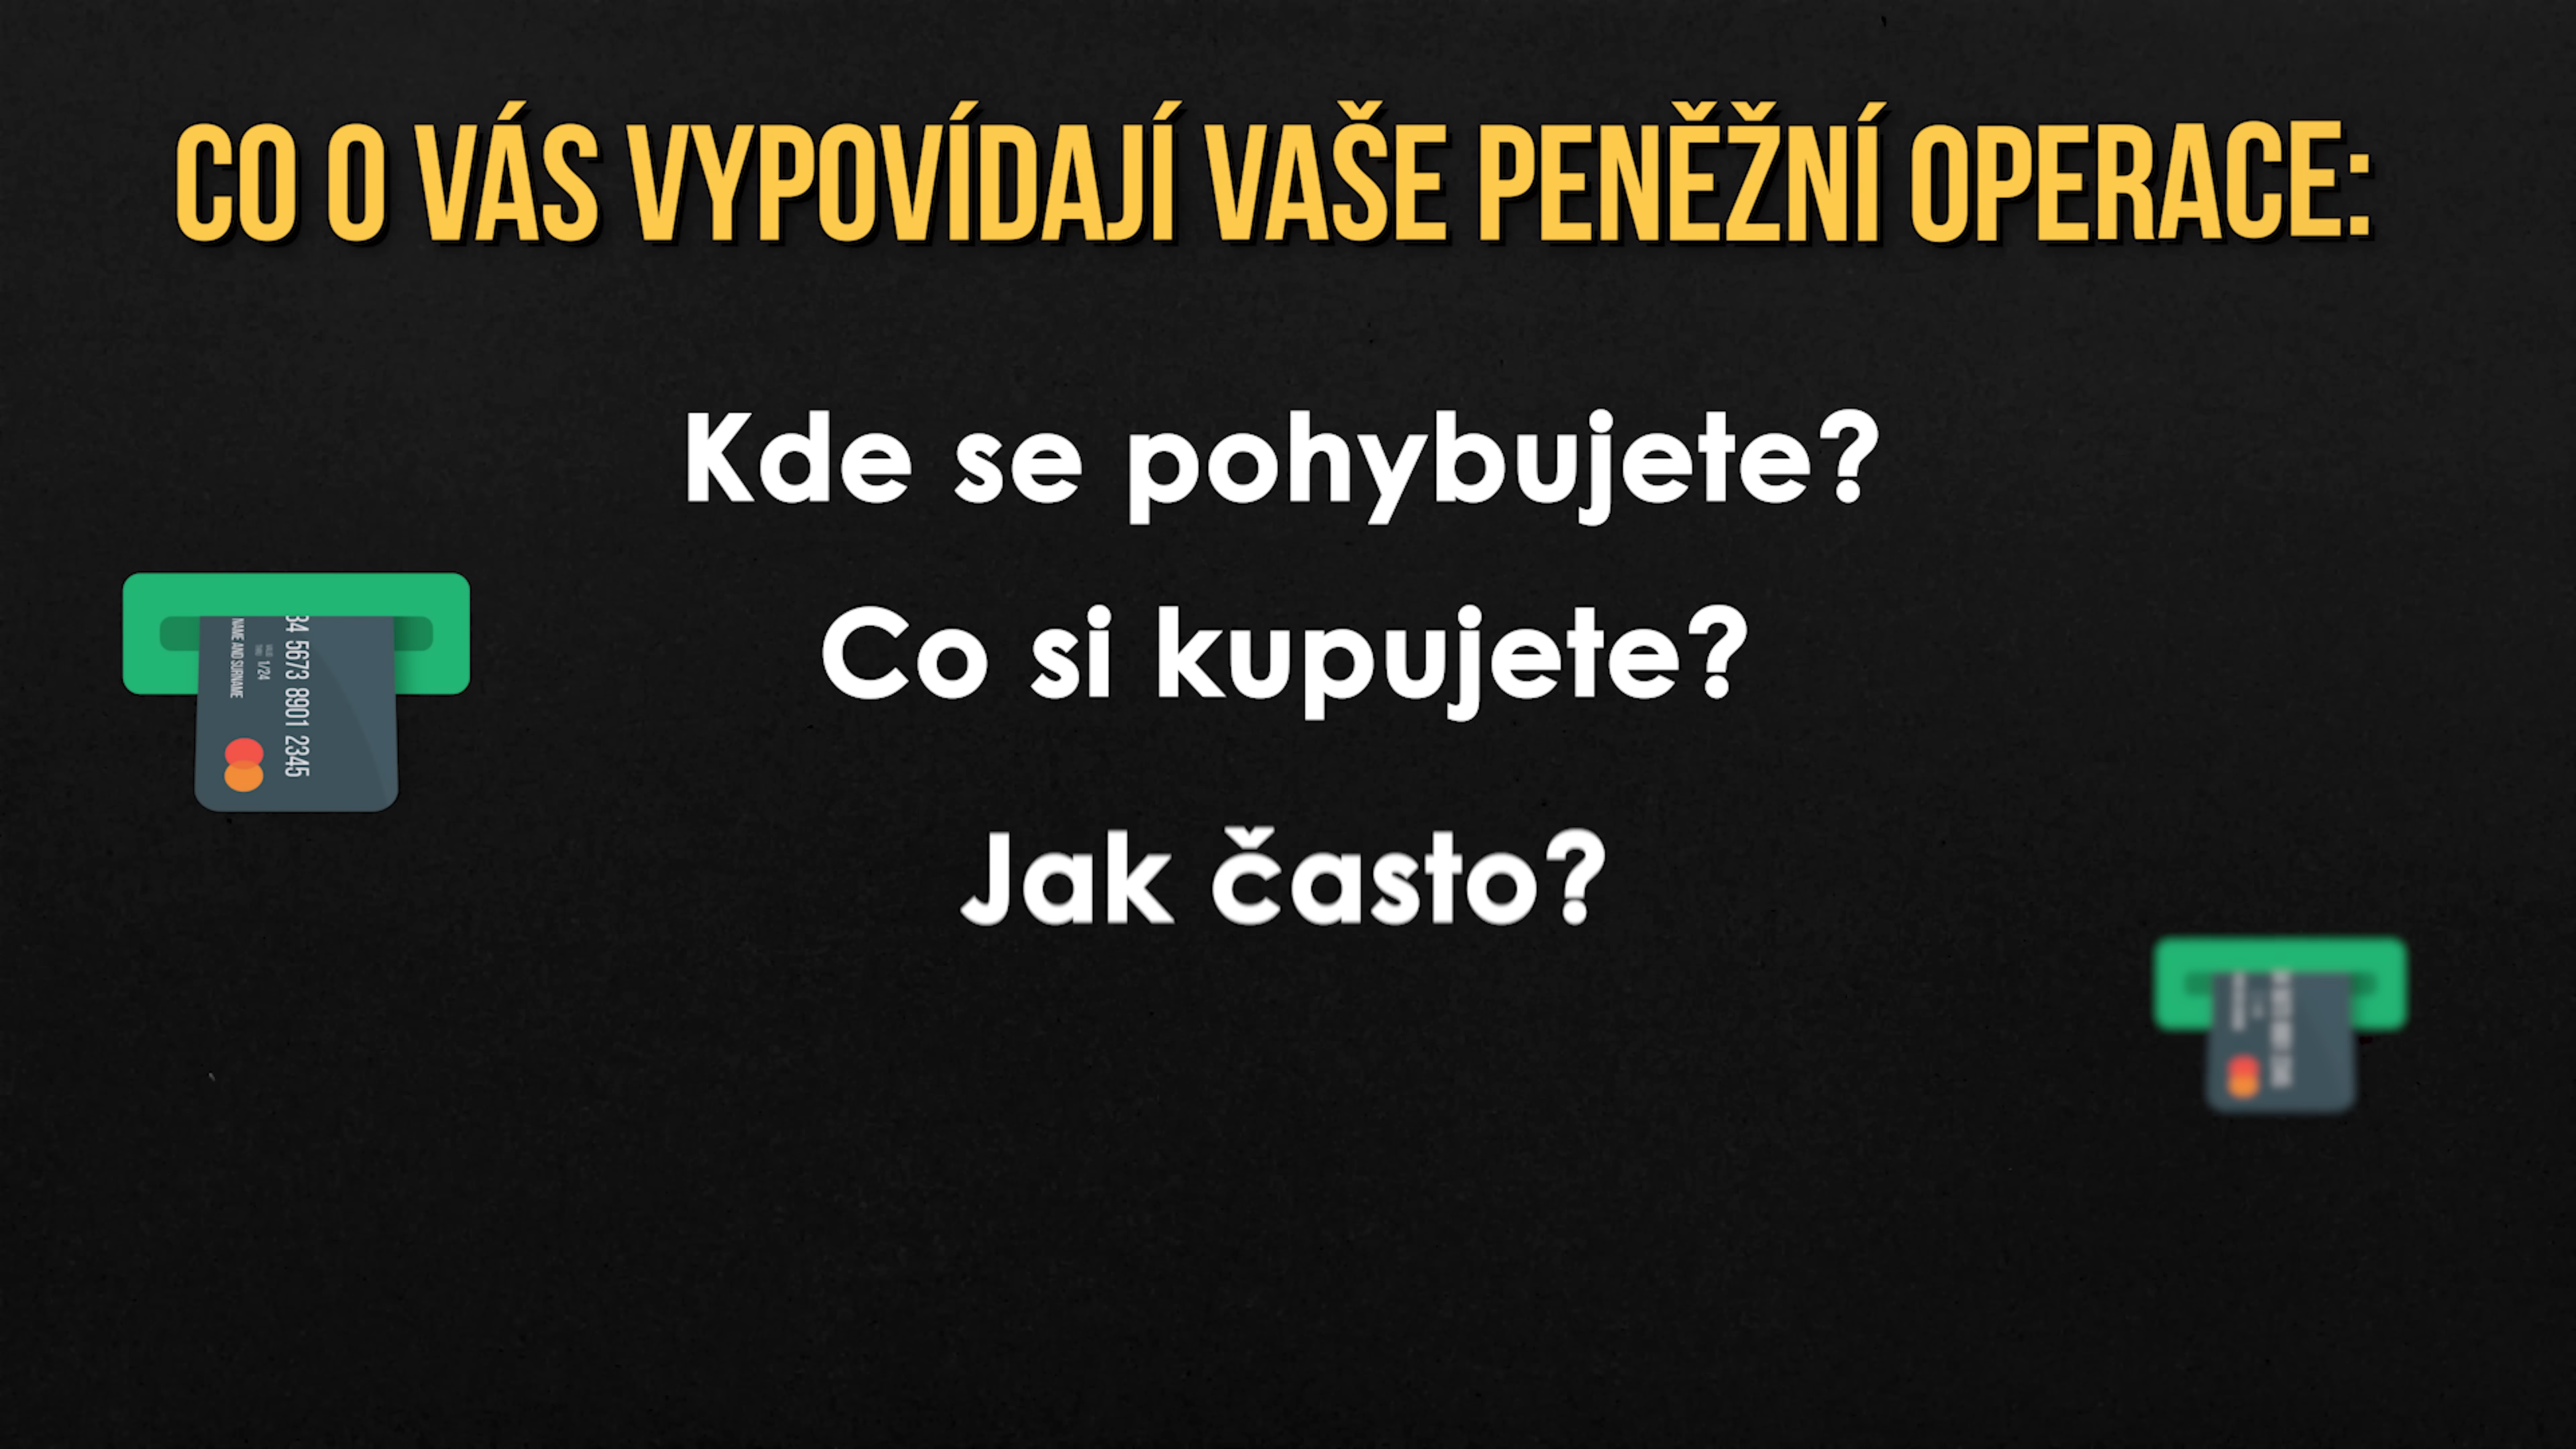 CO O VÁS VYPOVÍDAJÍ VAŠE PENĚŽNÍ OPERACE:
Kde se pohybujete?
Co si kupujete?
34 5673 8901 2345
1/24
NAME AND SURNAME
Jak často?